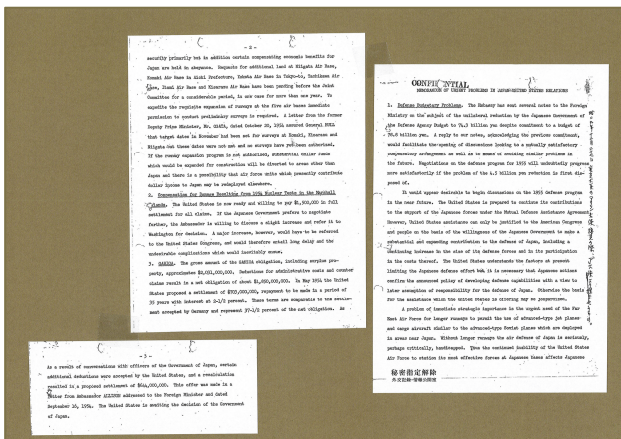 CONFIDENTIAL
MEMORANDUM OF URGENT PROBLEMS IN JAPAN-UNITED STATES RELATIONS
1. Defense Budgetary Problems. The Embassy has sent several notes to the Foreign
Ministry on the subject of the unilateral reduction by the Japanese Government of
the Defense Agency Budget to billion yen despite commitment to a budget of
billion yen. A reply to our notes, acknowledging the previous commitment,
would facilitate the opening of discussions looking to a mutually satisfactory
compensatory arrangement as well as to means of avoiding similar problems in
the future. Negotiations on the defense program for 1955 will undoubtedly progress
more satisfactorily if the problem of the 4.5 billion yen reduction is first dis-
posed of.
It would appear desirable to begin discussions on the 1955 defense program
in the near future. The United States is prepared to continue its contributions
to the support of the Japanese forces under the Mutual Defense Assistance Agreement.
However, United States assistance can only be justified to the American Congress
and people on the basis of the willingness of the Japanese Government to make a
substantial and expanding contribution to the defense of Japan, including a
continuing increase in the size of the defense forces and in its participation
in the costs thereof. The United States understands the factors at present
limiting the Japanese defense effort but it is necessary that Japanese actions
confirm the announced policy of developing defense capabilities with a view to
later assumption of responsibility for the defense of Japan. Otherwise the basis
for the assistance which the United States is offering may be jeopardized.
A problem of immediate strategic importance is the urgent need of the Far
East Air Force for longer runways to permit the use of advanced-type jet planes
and cargo aircraft similar to the advanced-type Soviet planes which are deployed
in areas near Japan. Without longer runways the air defense of Japan is seriously,
perhaps critically, handicapped. Thus the continued inability of the United States
Air Force to station its most effective forces at Japanese bases affects Japanese
秘密指定解除
外交記録・情報公開室
- 2 -
security primarily but in addition certain compensating economic benefits for
Japan are held in abeyance. Requests for additional land at Niigata Air Base,
Komaki Air Base in Aichi Prefecture, Yokota Air Base in Tokyo-to, Tachikawa Air
Base, Itami Air Base and Kisarazu Air Base have been pending before the Joint
Committee for a considerable period, in one case for more than one year. To
expedite the requisite expansion of surveys at the five air bases immediate
permission to conduct preliminary surveys is required. A letter from the former
Deputy Prime Minister, Mr. OGATA, dated October 20, 1954 assured General HULL
that target dates in November had been set for surveys at Komaki, Kisarazu and
Niigata but these dates were not met and no surveys have yet been authorized.
If the runway expansion program is not authorized, substantial dollar funds
which would be expended for construction will be diverted to areas other than
Japan and there is a possibility that air force units which presently contribute
dollar income to Japan may be redeployed elsewhere.
2. Compensation for Damage Resulting from 1954 Nuclear Tests in the Marshall
Islands. The United States is now ready and willing to pay $1,500,000 in full
settlement for all claims. If the Japanese Government prefers to negotiate
further, the Ambassador is willing to discuss a slight increase and refer it to
Washington for decision. A major increase, however, would have to be referred
to the United States Congress, and would therefore entail long delay and the
undesirable complications which would inevitably ensue.
3. GARIOA. The gross amount of the GARIOA obligation, including surplus pro-
perty, approximates $2,031,000,000. Deductions for administrative costs and counter
claims result in a net obligation of about $1,850,000,000. In May 1954 the United
States proposed a settlement of $703,000,000, repayment to be made in a period of
35 years with interest at 2-1/2 percent. These terms are comparable to the settle-
ment accepted by Germany and represent 37-1/2 percent of the net obligation. As
- 3 -
as a result of conversations with officers of the Government of Japan, certain
additional deductions were accepted by the United States, and a recalculation
resulted in a proposed settlement of $644,000,000. This offer was made in a
letter from Ambassador ALLISON addressed to the Foreign Minister and dated
September 16, 1954. The United States is awaiting the decision of the Government
of Japan.